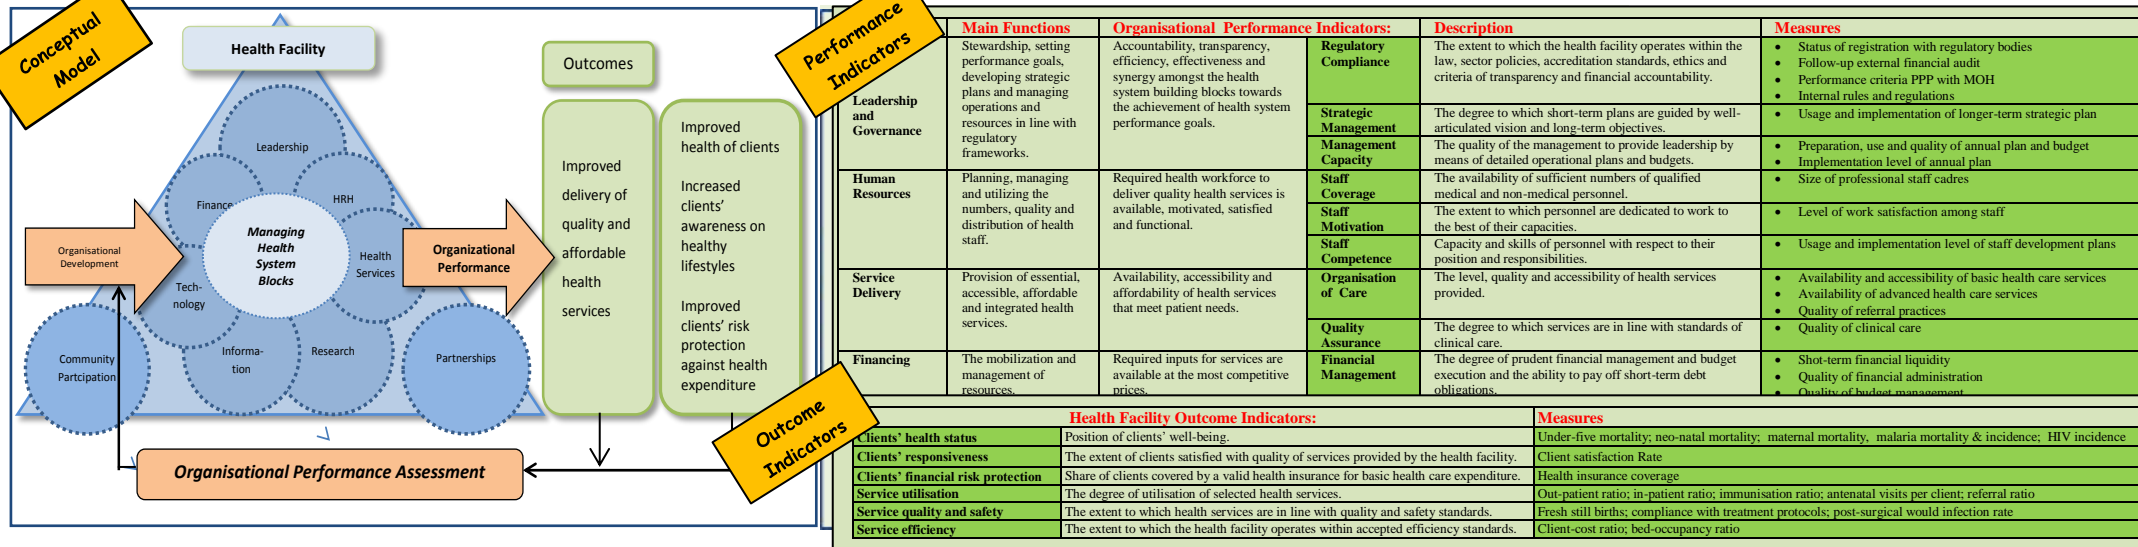 Conceptual
Model
Health Facility
Leadership
Finance
HRH
Managing
Health
System
Blocks
Health
Services
Tech-
nology
Informa-
tion
Research
Community
Partcipation
Partnerships
Organisational
Development
Organizational
Performance
Outcomes
Improved
delivery of
quality and
affordable
health
services
Improved
health of clients
Increased
clients'
awareness on
healthy
lifestyles
Improved
clients' risk
protection
against health
expenditure
Organisational Performance Assessment
Performance
Indicators
Main Functions
Organisational Performance Indicators:
Description
Measures
Leadership
and
Governance
Stewardship, setting
performance goals,
developing strategic
plans and managing
operations and
resources in line with
regulatory
frameworks.
Accountability, transparency,
efficiency, effectiveness and
synergy amongst the health
system building blocks towards
the achievement of health system
performance goals.
Regulatory
Compliance
The extent to which the health facility operates within the
law, sector policies, accreditation standards, ethics and
criteria of transparency and financial accountability.
• Status of registration with regulatory bodies
• Follow-up external financial audit
• Performance criteria PPP with MOH
• Internal rules and regulations
Strategic
Management
The degree to which short-term plans are guided by well-
articulated vision and long-term objectives.
• Usage and implementation of longer-term strategic plan
Management
Capacity
The quality of the management to provide leadership by
means of detailed operational plans and budgets.
• Preparation, use and quality of annual plan and budget
• Implementation level of annual plan
Human
Resources
Planning, managing
and utilizing the
numbers, quality and
distribution of health
staff.
Required health workforce to
deliver quality health services is
available, motivated, satisfied
and functional.
Staff
Coverage
The availability of sufficient numbers of qualified
medical and non-medical personnel.
• Size of professional staff cadres
Staff
Motivation
The extent to which personnel are dedicated to work to
the best of their capacities.
• Level of work satisfaction among staff
Staff
Competence
Capacity and skills of personnel with respect to their
position and responsibilities.
• Usage and implementation level of staff development plans
Service
Delivery
Provision of essential,
accessible, affordable
and integrated health
services.
Availability, accessibility and
affordability of health services
that meet patient needs.
Organisation
of Care
The level, quality and accessibility of health services
provided.
• Availability and accessibility of basic health care services
• Availability of advanced health care services
• Quality of referral practices
Quality
Assurance
The degree to which services are in line with standards of
clinical care.
• Quality of clinical care
Financing
The mobilization and
management of
resources.
Required inputs for services are
available at the most competitive
prices.
Financial
Management
The degree of prudent financial management and budget
execution and the ability to pay off short-term debt
obligations.
• Shot-term financial liquidity
• Quality of financial administration
• Quality of budget management
Outcome
Indicators
Health Facility Outcome Indicators:
Measures
Clients' health status
Position of clients' well-being.
Under-five mortality; neo-natal mortality; maternal mortality, malaria mortality & incidence; HIV incidence
Clients' responsiveness
The extent of clients satisfied with quality of services provided by the health facility.
Client satisfaction Rate
Clients' financial risk protection
Share of clients covered by a valid health insurance for basic health care expenditure.
Health insurance coverage
Service utilisation
The degree of utilisation of selected health services.
Out-patient ratio; in-patient ratio; immunisation ratio; antenatal visits per client; referral ratio
Service quality and safety
The extent to which health services are in line with quality and safety standards.
Fresh still births; compliance with treatment protocols; post-surgical would infection rate
Service efficiency
The extent to which the health facility operates within accepted efficiency standards.
Client-cost ratio; bed-occupancy ratio